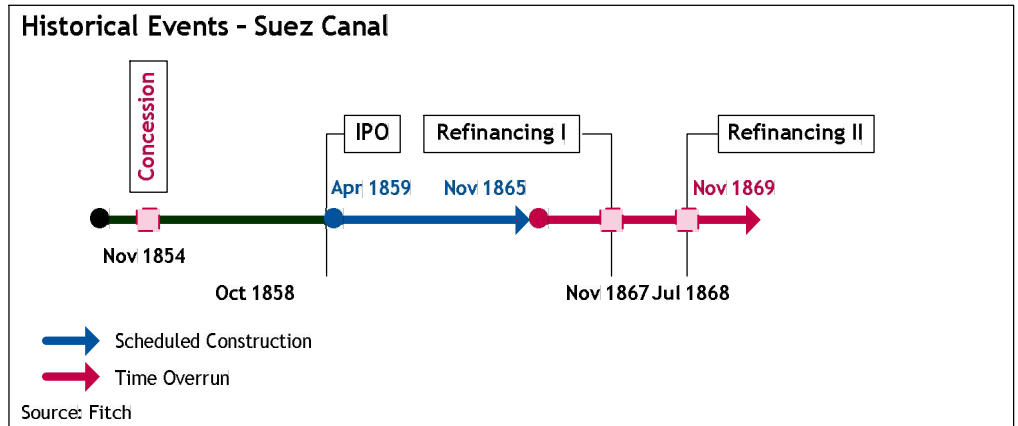 Historical Events – Suez Canal
Concession
IPO
Refinancing I
Refinancing II
Apr 1859
Nov 1865
Nov 1869
Nov 1854
Oct 1858
Nov 1867
Jul 1868
Scheduled Construction
Time Overrun
Source: Fitch